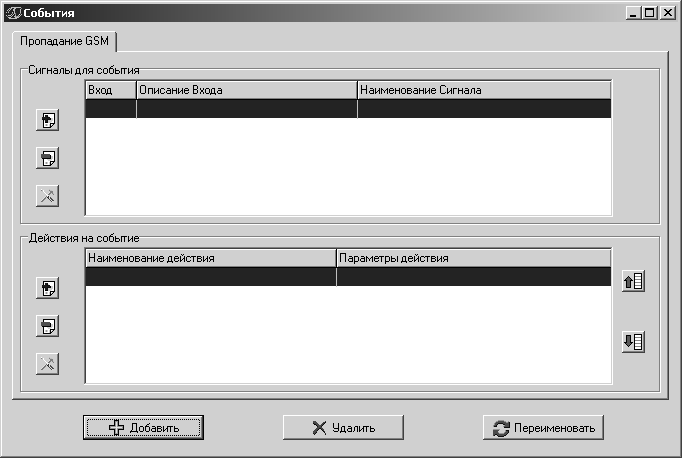 События
Пропадание GSM
Сигналы для события
Вход Описание Входа Наименование Сигнала
Действия на событие
Наименование действия Параметры действия
Добавить Удалить Переименовать